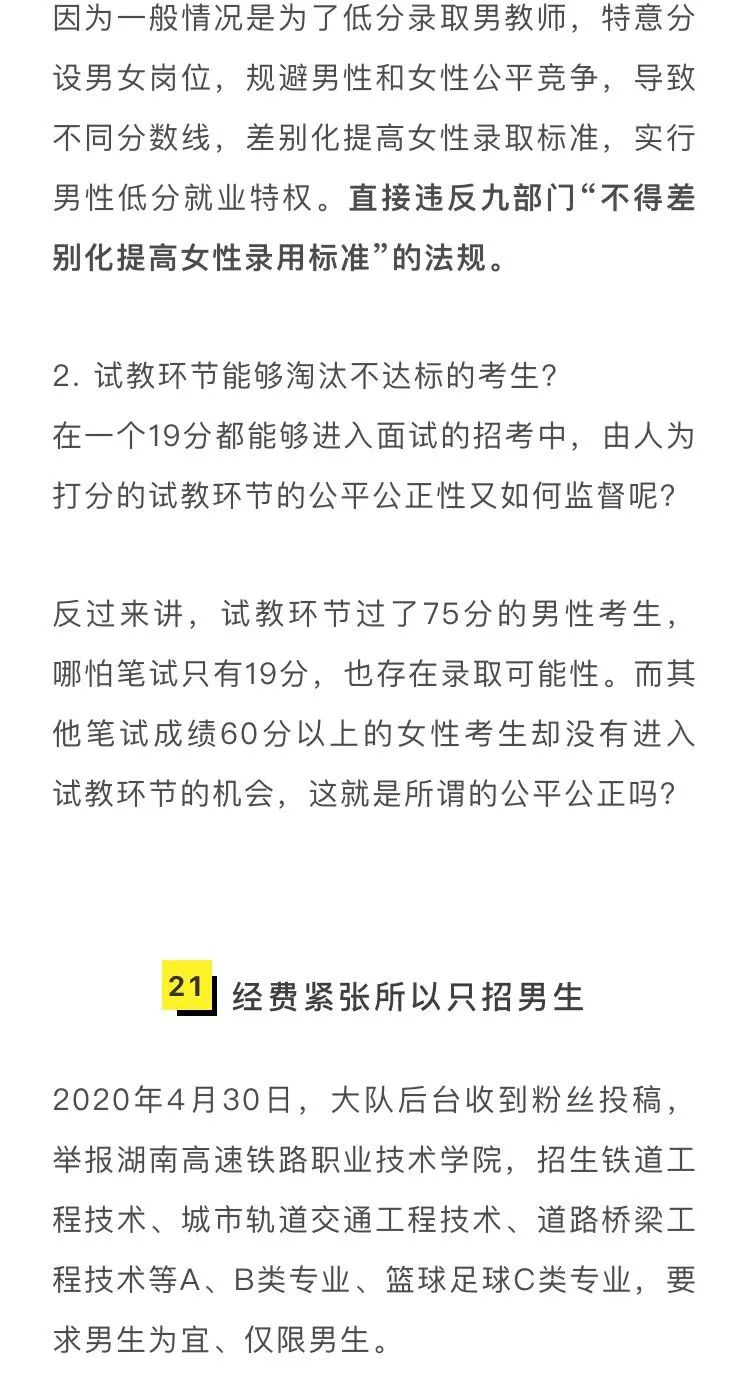 因为一般情况是为了低分录取男教师，特意分
设男女岗位，规避男性和女性公平竞争，导致
不同分数线，差别化提高女性录取标准，实行
男性低分就业特权。直接违反九部门“不得差
别化提高女性录用标准”的法规。
2. 试教环节能够淘汰不达标的考生？
在一个19分都能够进入面试的招考中，由人为
打分的试教环节的公平公正性又如何监督呢？
反过来讲，试教环节过了75分的男性考生，
哪怕笔试只有19分，也存在录取可能性。而其
他笔试成绩60分以上的女性考生却没有进入
试教环节的机会，这就是所谓的公平公正吗？
21 经费紧张所以只招男生
2020年4月30日，大队后台收到粉丝投稿，
举报湖南高速铁路职业技术学院，招生铁道工
程技术、城市轨道交通工程技术、道路桥梁工
程技术等A、B类专业、篮球足球C类专业，要
求男生为宜、仅限男生。